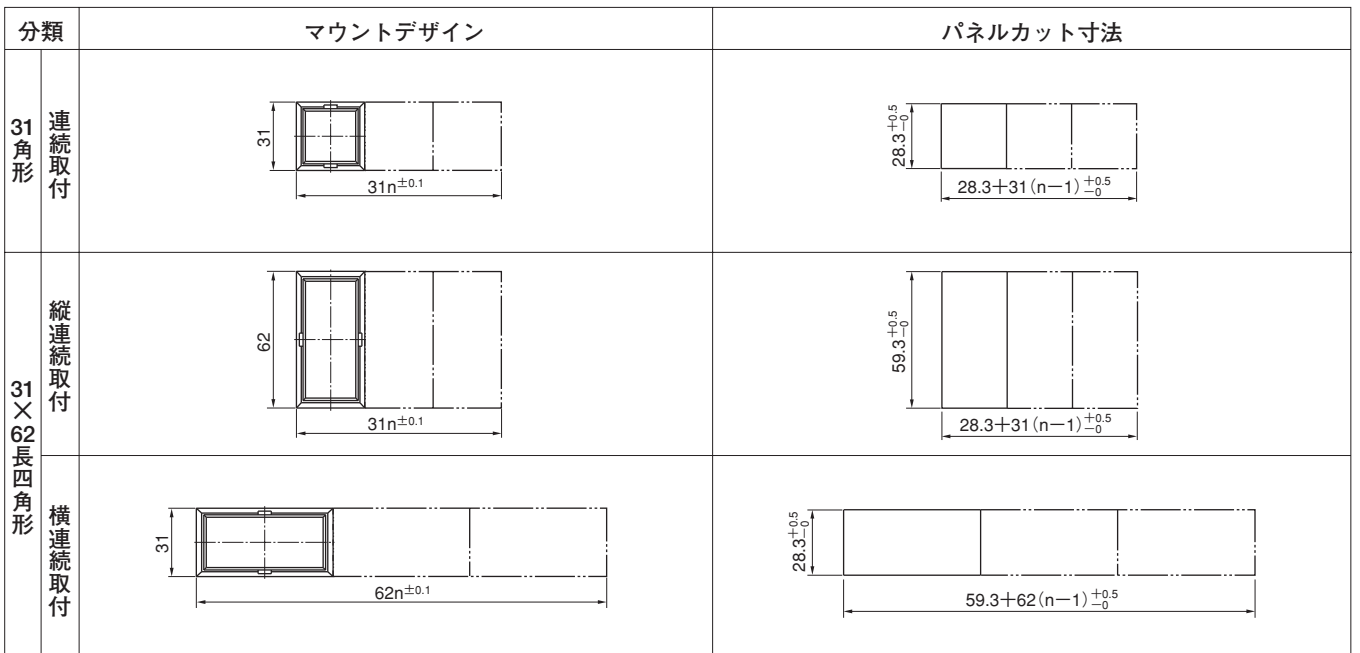 分類
マウントデザイン
パネルカット寸法
31角形
連続取付
31
31n±0.1
28.3+0.5−0
28.3+31(n−1)+0.5−0
31×62長四角形
縦連続取付
62
31n±0.1
59.3+0.5−0
28.3+31(n−1)+0.5−0
横連続取付
31
62n±0.1
28.3+0.5−0
59.3+62(n−1)+0.5−0